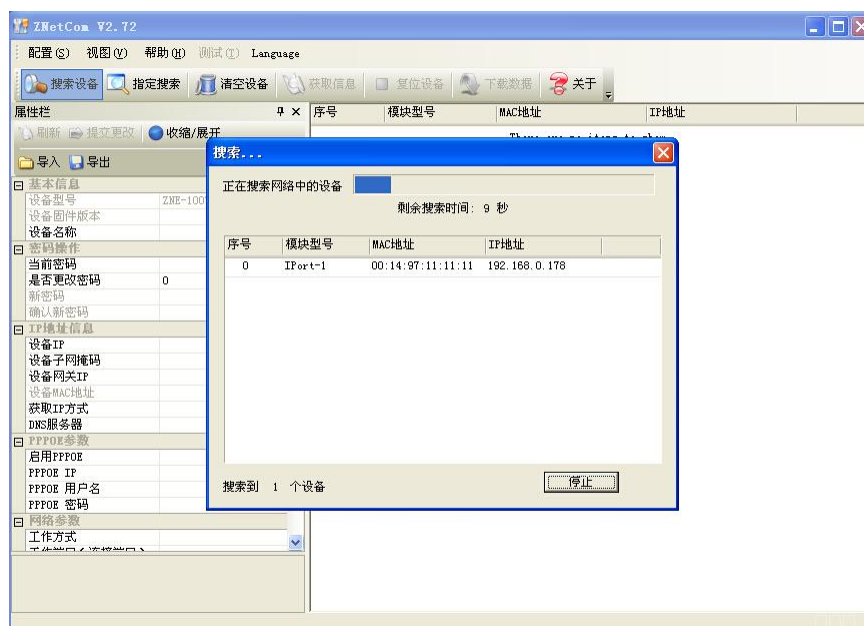 ZNetCom V2.72
配置(S) 视图(V) 帮助(H) 测试(T) Language
搜索设备 指定搜索 清空设备 获取信息 复位设备 下载数据 关于
属性栏
序号 模块型号 MAC地址 IP地址
刷新 提交更改 收缩/展开
导入 导出
基本信息
设备型号 ZNE-100
设备固件版本
设备名称
密码操作
当前密码
是否更改密码 0
新密码
确认新密码
IP地址信息
设备IP
设备子网掩码
设备网关IP
设备MAC地址
获取IP方式
DNS服务器
PPPOE参数
启用PPPOE
PPPOE IP
PPPOE 用户名
PPPOE 密码
网络参数
工作方式
搜索...
正在搜索网络中的设备
剩余搜索时间: 9 秒
序号 模块型号 MAC地址 IP地址
0 IPort-1 00:14:97:11:11:11 192.168.0.178
搜索到 1 个设备
停止